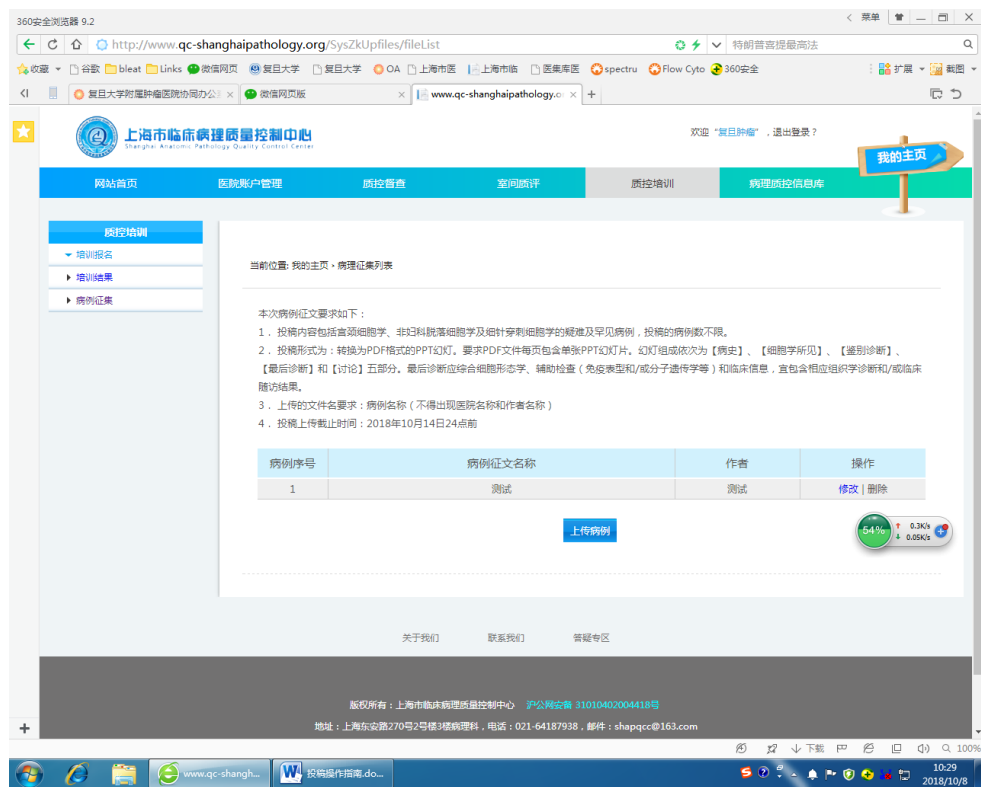 360安全浏览器 9.2
菜单
http://www.qc-shanghaipathology.org/SysZkUpfiles/fileList
特朗普喜提最高法
收藏 谷歌 bleat Links 微信网页 复旦大学 复旦大学 OA 上海市医 上海市临 医集库医 spectru Flow Cyto 360安全 扩展 截图
复旦大学附属肿瘤医院协同办公 微信网页版 www.qc-shanghaipathology.o
上海市临床病理质量控制中心
Shanghai Anatomic Pathology Quality Control Center
欢迎 "复旦肿瘤" ，退出登录？
我的主页
网站首页 医院账户管理 质控督查 室间质评 质控培训 病理质控信息库
质控培训
培训报名
培训结果
病例征集
当前位置: 我的主页 › 病理征集列表
本次病例征文要求如下：
1． 投稿内容包括宫颈细胞学、非妇科脱落细胞学及细针穿刺细胞学的疑难及罕见病例，投稿的病例数不限。
2． 投稿形式为：转换为PDF格式的PPT幻灯。要求PDF文件每页包含单张PPT幻灯片。幻灯组成依次为【病史】、【细胞学所见】、【鉴别诊断】、
【最后诊断】和【讨论】五部分。最后诊断应综合细胞形态学、辅助检查（免疫表型和/或分子遗传学等）和临床信息，宜包含相应组织学诊断和/或临床
随访结果。
3． 上传的文件名要求：病例名称（不得出现医院名称和作者名称）
4． 投稿上传截止时间：2018年10月14日24点前
病例序号 病例征文名称 作者 操作
1 测试 测试 修改 | 删除
上传病例
54% 0.3K/s
0.05K/s
关于我们 联系我们 答疑专区
版权所有：上海市临床病理质量控制中心 沪公网安备 31010402004418号
地址：上海东安路270号2号楼3楼病理科，电话：021-64187938，邮件：shapqcc@163.com
下载 100%
www.qc-shangh... 投稿操作指南.do...
10:29
2018/10/8